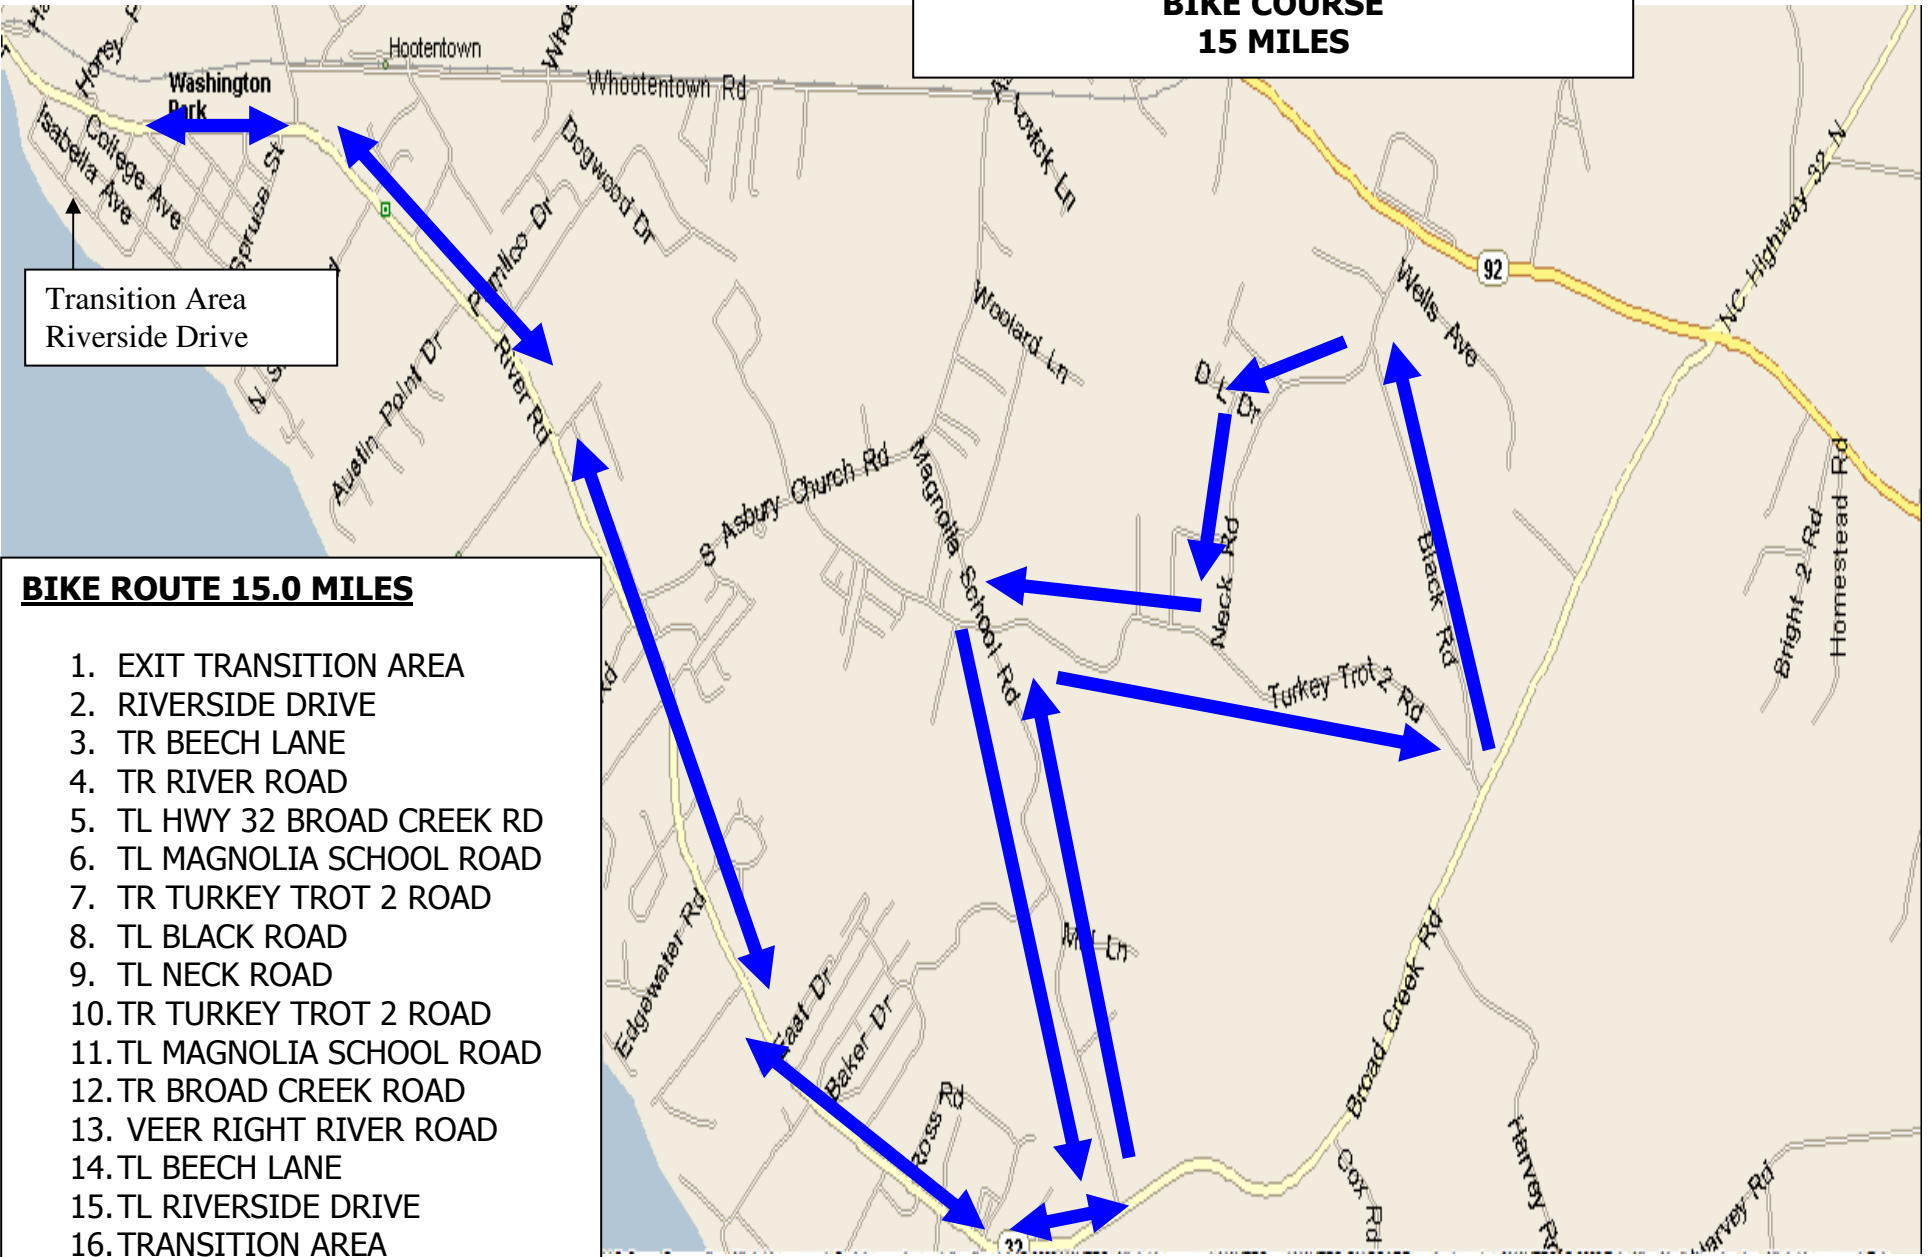 BIKE COURSE
15 MILES
Hootentown
Honey
Washington
Park
Whootentown Rd
Isabella Ave
College Ave
Spruce St
Dogwood Dr
Lovick Ln
NC Highway 32 N
92
Pamlico Dr
Transition Area
Riverside Drive
Woolard Ln
Wells Ave
D L Dr
River Rd
Austin Point Dr
S Asbury Church Rd
Magnolia School Rd
Neck Rd
Black Rd
Bright 2 Rd
Homestead Rd
Turkey Trot 2 Rd
BIKE ROUTE 15.0 MILES
1. EXIT TRANSITION AREA
2. RIVERSIDE DRIVE
3. TR BEECH LANE
4. TR RIVER ROAD
5. TL HWY 32 BROAD CREEK RD
6. TL MAGNOLIA SCHOOL ROAD
7. TR TURKEY TROT 2 ROAD
8. TL BLACK ROAD
9. TL NECK ROAD
10. TR TURKEY TROT 2 ROAD
11. TL MAGNOLIA SCHOOL ROAD
12. TR BROAD CREEK ROAD
13. VEER RIGHT RIVER ROAD
14. TL BEECH LANE
15. TL RIVERSIDE DRIVE
16. TRANSITION AREA
Edgewater Rd
East Dr
Baker Dr
Ross Rd
Broad Creek Rd
Cox Rd
Harvey Rd
Harvey Rd
32